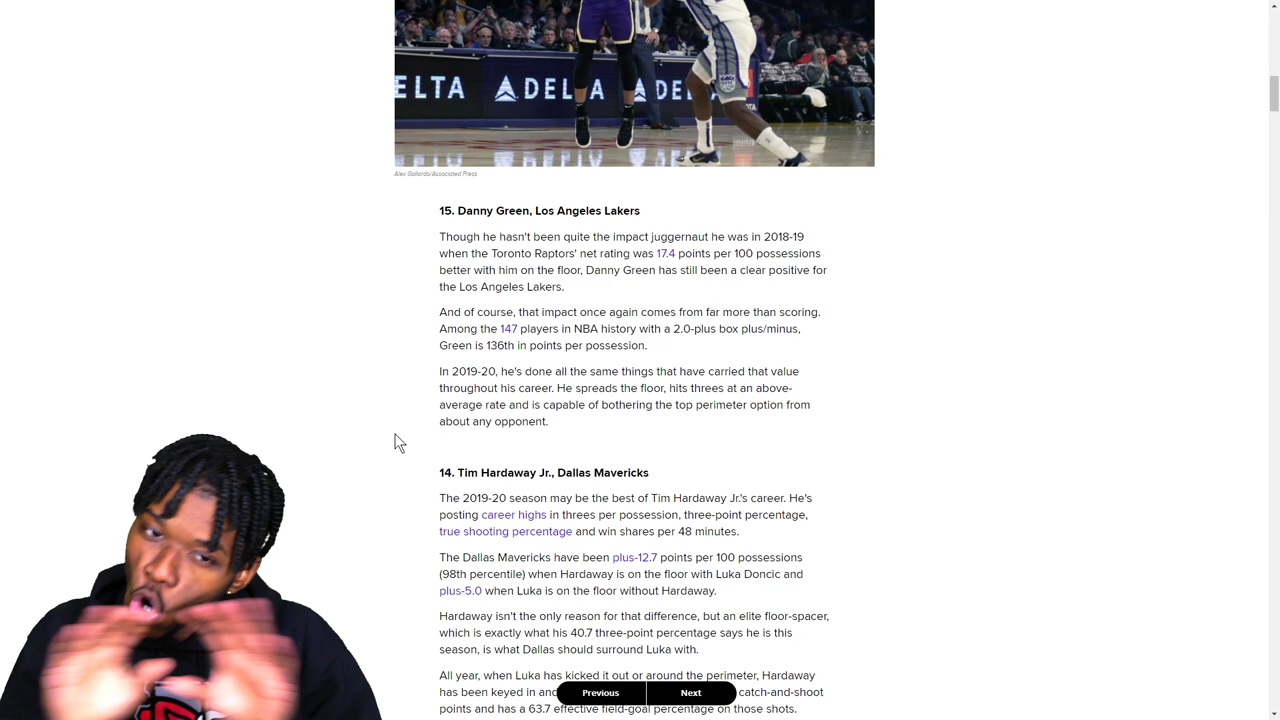 ELTA
DELTA
DEL
Alex Gallardo/Associated Press
15. Danny Green, Los Angeles Lakers
Though he hasn't been quite the impact juggernaut he was in 2018-19
when the Toronto Raptors' net rating was 17.4 points per 100 possessions
better with him on the floor, Danny Green has still been a clear positive for
the Los Angeles Lakers.
And of course, that impact once again comes from far more than scoring.
Among the 147 players in NBA history with a 2.0-plus box plus/minus,
Green is 136th in points per possession.
In 2019-20, he's done all the same things that have carried that value
throughout his career. He spreads the floor, hits threes at an above-
average rate and is capable of bothering the top perimeter option from
about any opponent.
14. Tim Hardaway Jr., Dallas Mavericks
The 2019-20 season may be the best of Tim Hardaway Jr.'s career. He's
posting career highs in threes per possession, three-point percentage,
true shooting percentage and win shares per 48 minutes.
The Dallas Mavericks have been plus-12.7 points per 100 possessions
(98th percentile) when Hardaway is on the floor with Luka Doncic and
plus-5.0 when Luka is on the floor without Hardaway.
Hardaway isn't the only reason for that difference, but an elite floor-spacer,
which is exactly what his 40.7 three-point percentage says he is this
season, is what Dallas should surround Luka with.
All year, when Luka has kicked it out or around the perimeter, Hardaway
has been keyed in and catch-and-shoot
Previous Next
points and has a 63.7 effective field-goal percentage on those shots.